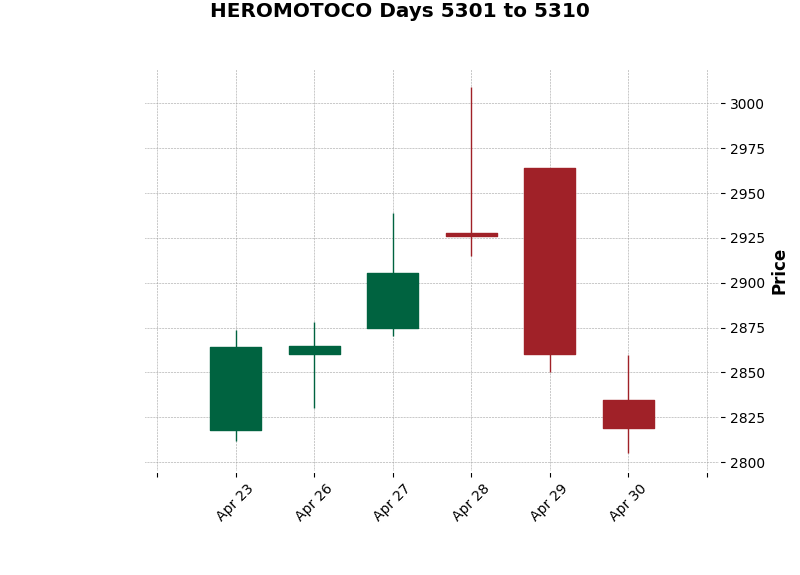 HEROMOTOCO Days 5301 to 5310
3000
2975
2950
2925
2900
2875
2850
2825
2800
Price
Apr 23
Apr 26
Apr 27
Apr 28
Apr 29
Apr 30